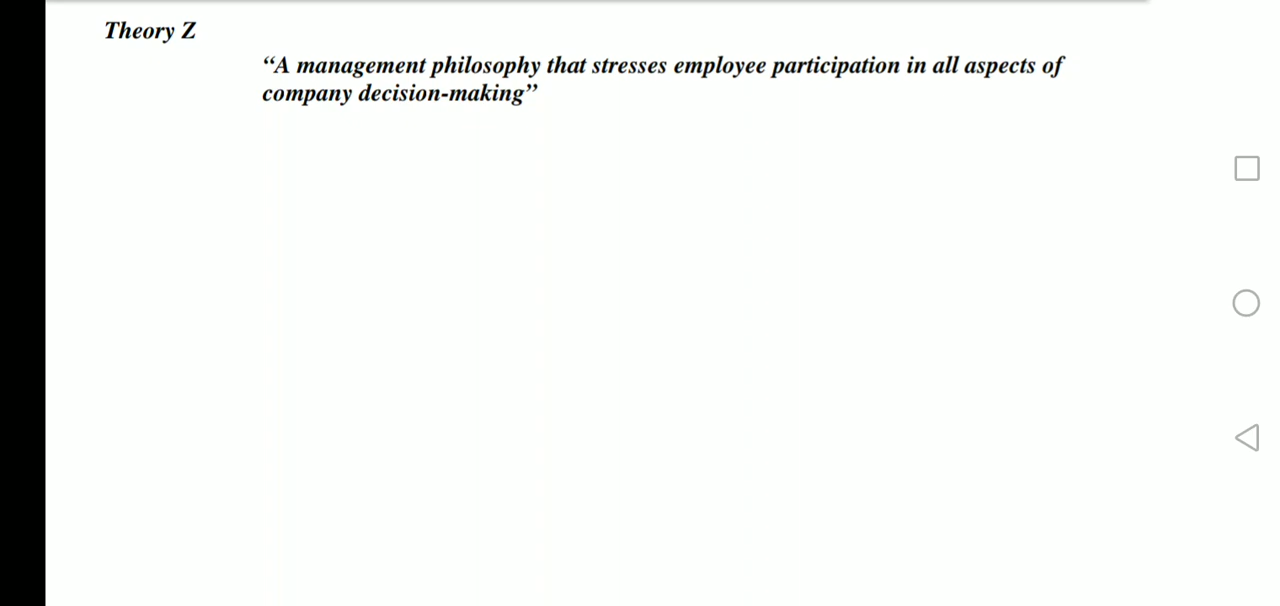 Theory Z
“A management philosophy that stresses employee participation in all aspects of
company decision-making”